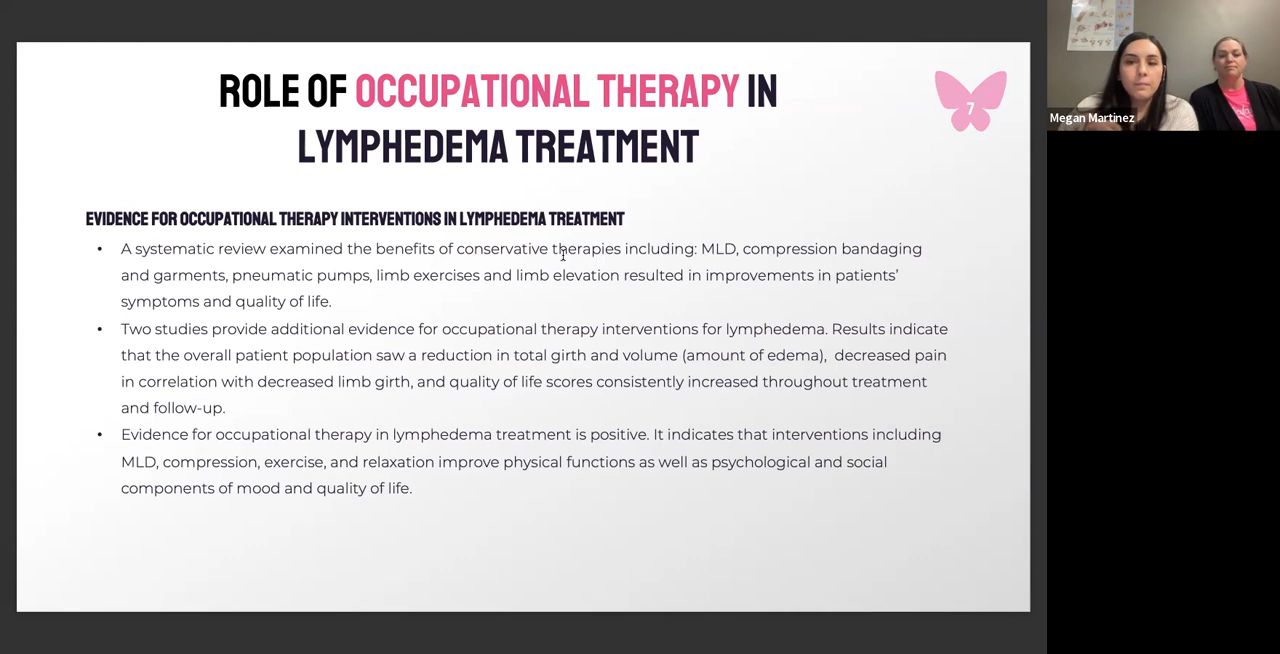 ROLE OF OCCUPATIONAL THERAPY IN
LYMPHEDEMA TREATMENT
7
Megan Martinez
EVIDENCE FOR OCCUPATIONAL THERAPY INTERVENTIONS IN LYMPHEDEMA TREATMENT
• A systematic review examined the benefits of conservative therapies including: MLD, compression bandaging
and garments, pneumatic pumps, limb exercises and limb elevation resulted in improvements in patients’
symptoms and quality of life.
• Two studies provide additional evidence for occupational therapy interventions for lymphedema. Results indicate
that the overall patient population saw a reduction in total girth and volume (amount of edema),  decreased pain
in correlation with decreased limb girth, and quality of life scores consistently increased throughout treatment
and follow-up.
• Evidence for occupational therapy in lymphedema treatment is positive. It indicates that interventions including
MLD, compression, exercise, and relaxation improve physical functions as well as psychological and social
components of mood and quality of life.